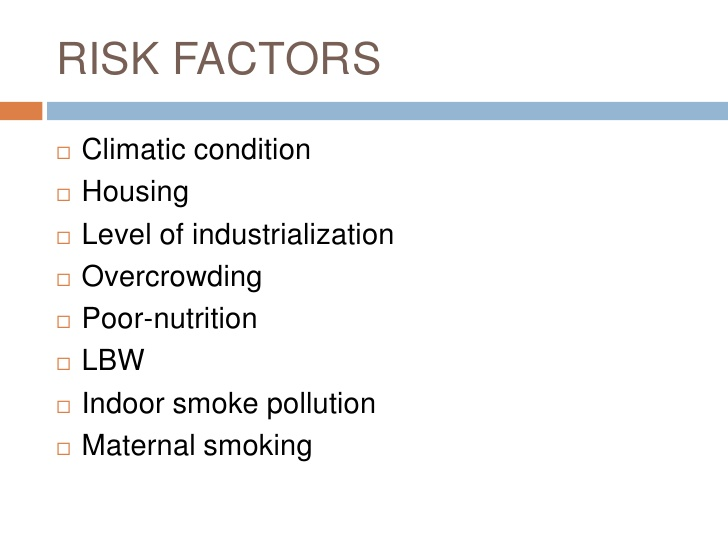 RISK FACTORS
Climatic condition
Housing
Level of industrialization
Overcrowding
Poor-nutrition
LBW
Indoor smoke pollution
Maternal smoking